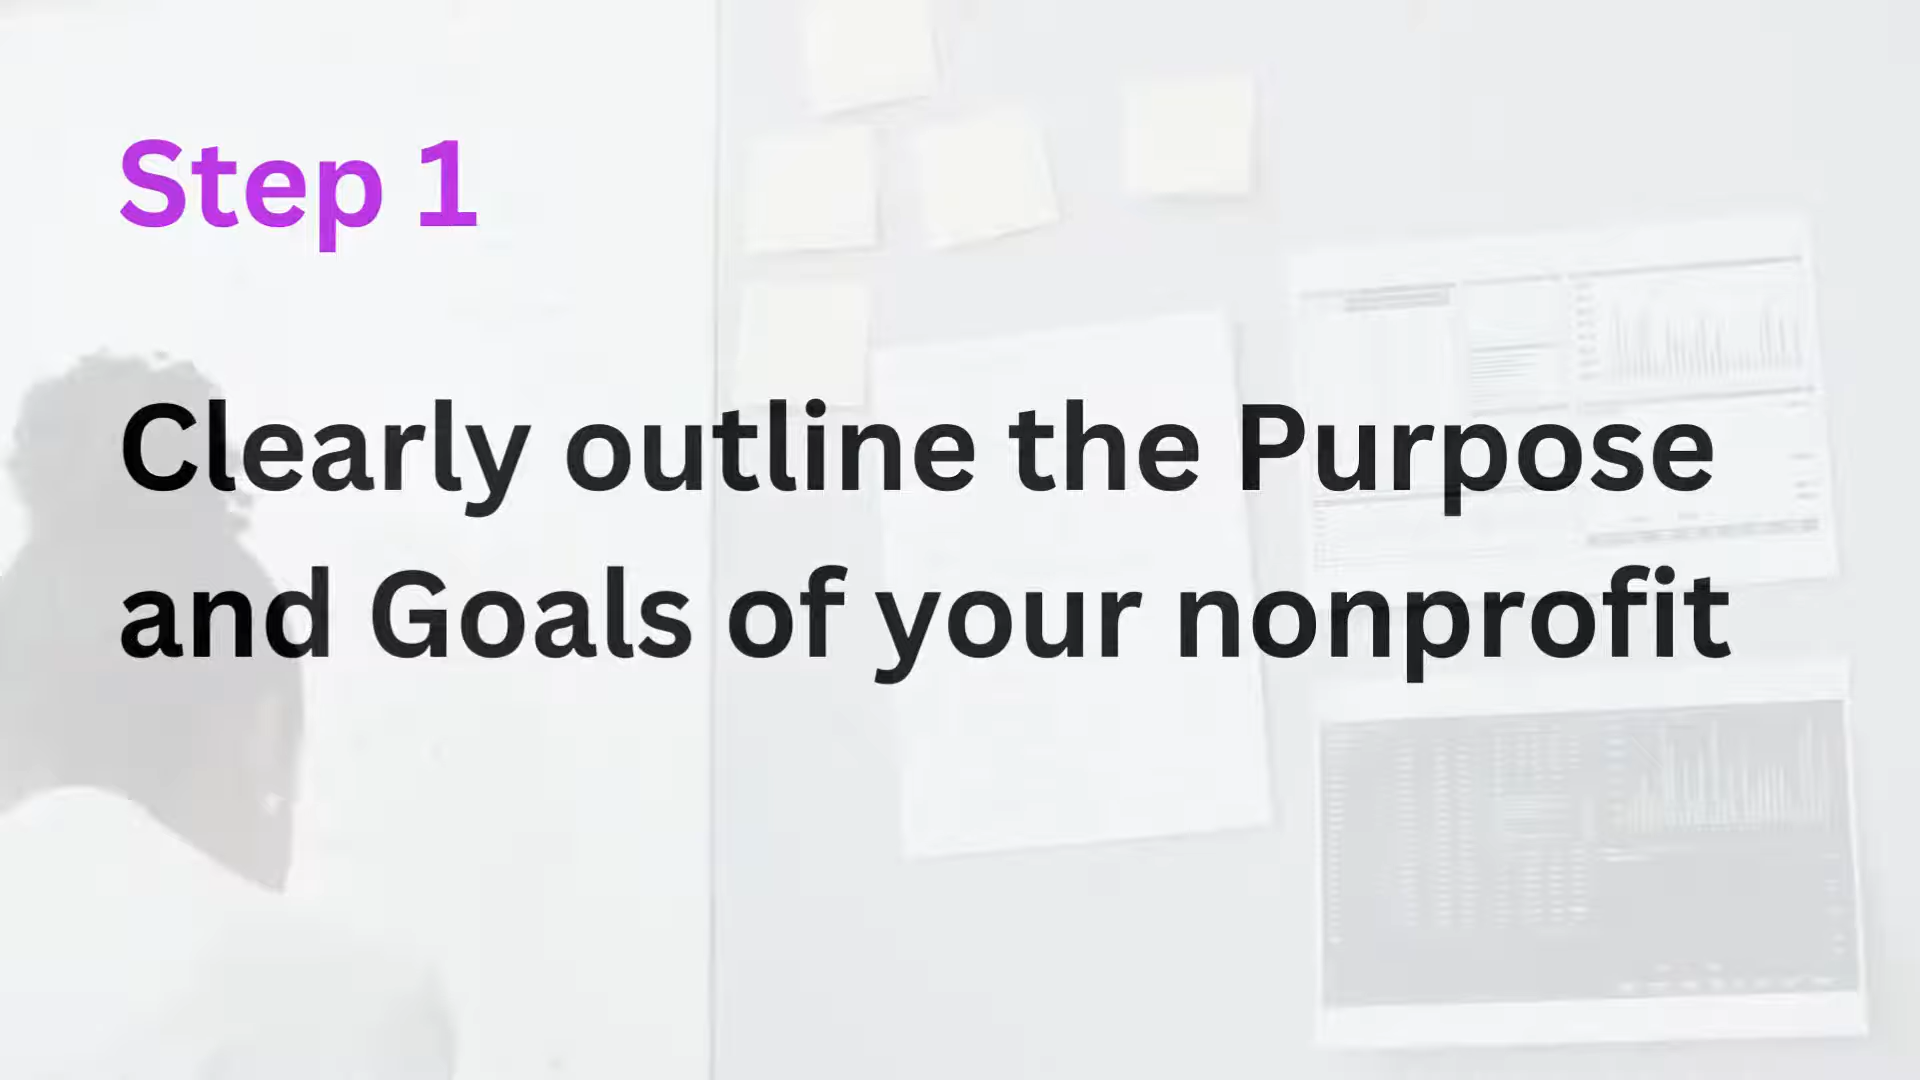 Step 1
Clearly outline the Purpose
and Goals of your nonprofit